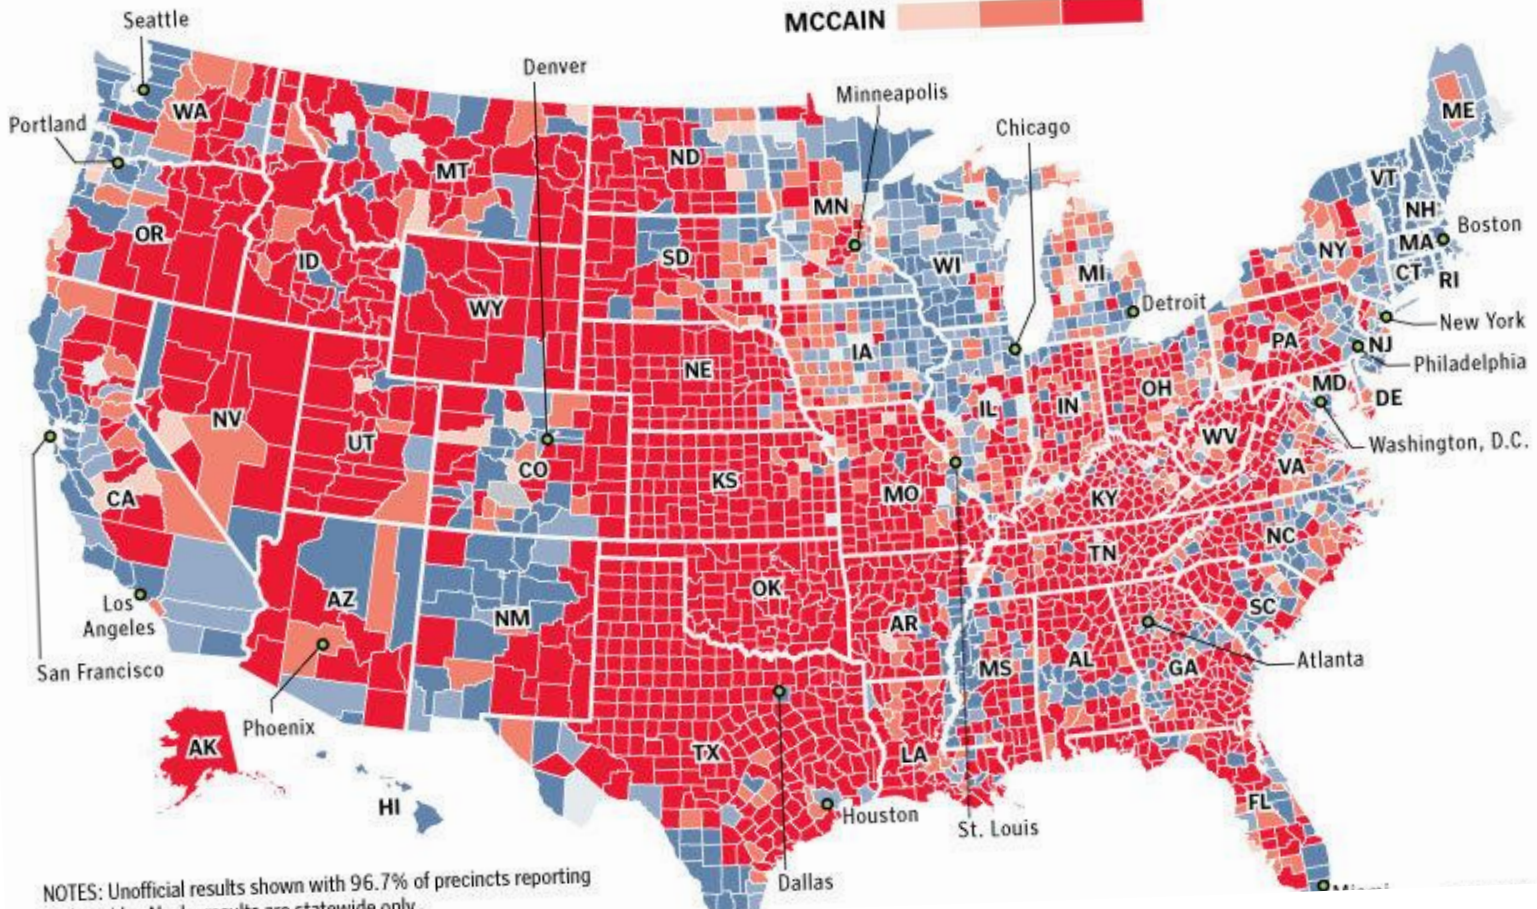 MCCAIN
Seattle
Denver
Minneapolis
Chicago
Portland
WA
MT
ND
MN
ME
VT
NH
Boston
OR
ID
SD
WI
MI
NY
MA
CT
RI
WY
Detroit
New York
NE
IA
PA
NJ
Philadelphia
NV
UT
CO
IL
IN
OH
MD
DE
WV
Washington, D.C.
CA
KS
MO
KY
VA
NC
TN
Los
Angeles
AZ
NM
OK
AR
SC
San Francisco
MS
AL
GA
Atlanta
Phoenix
AK
TX
LA
HI
Houston
St. Louis
FL
Dallas
NOTES: Unofficial results shown with 96.7% of precincts reporting
results are statewide only.